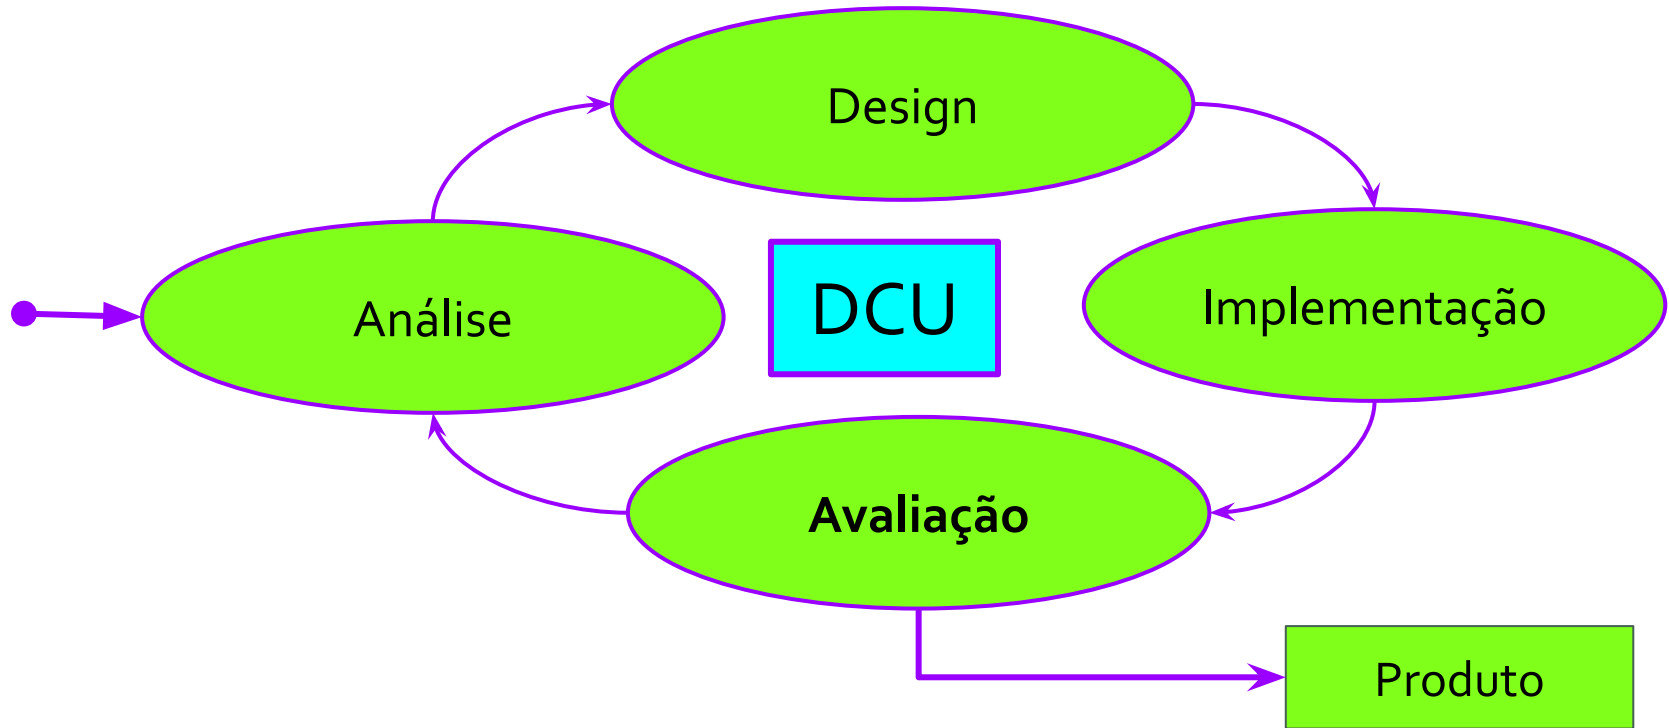 Design
DCU
Implementação
Análise
Avaliação
Produto